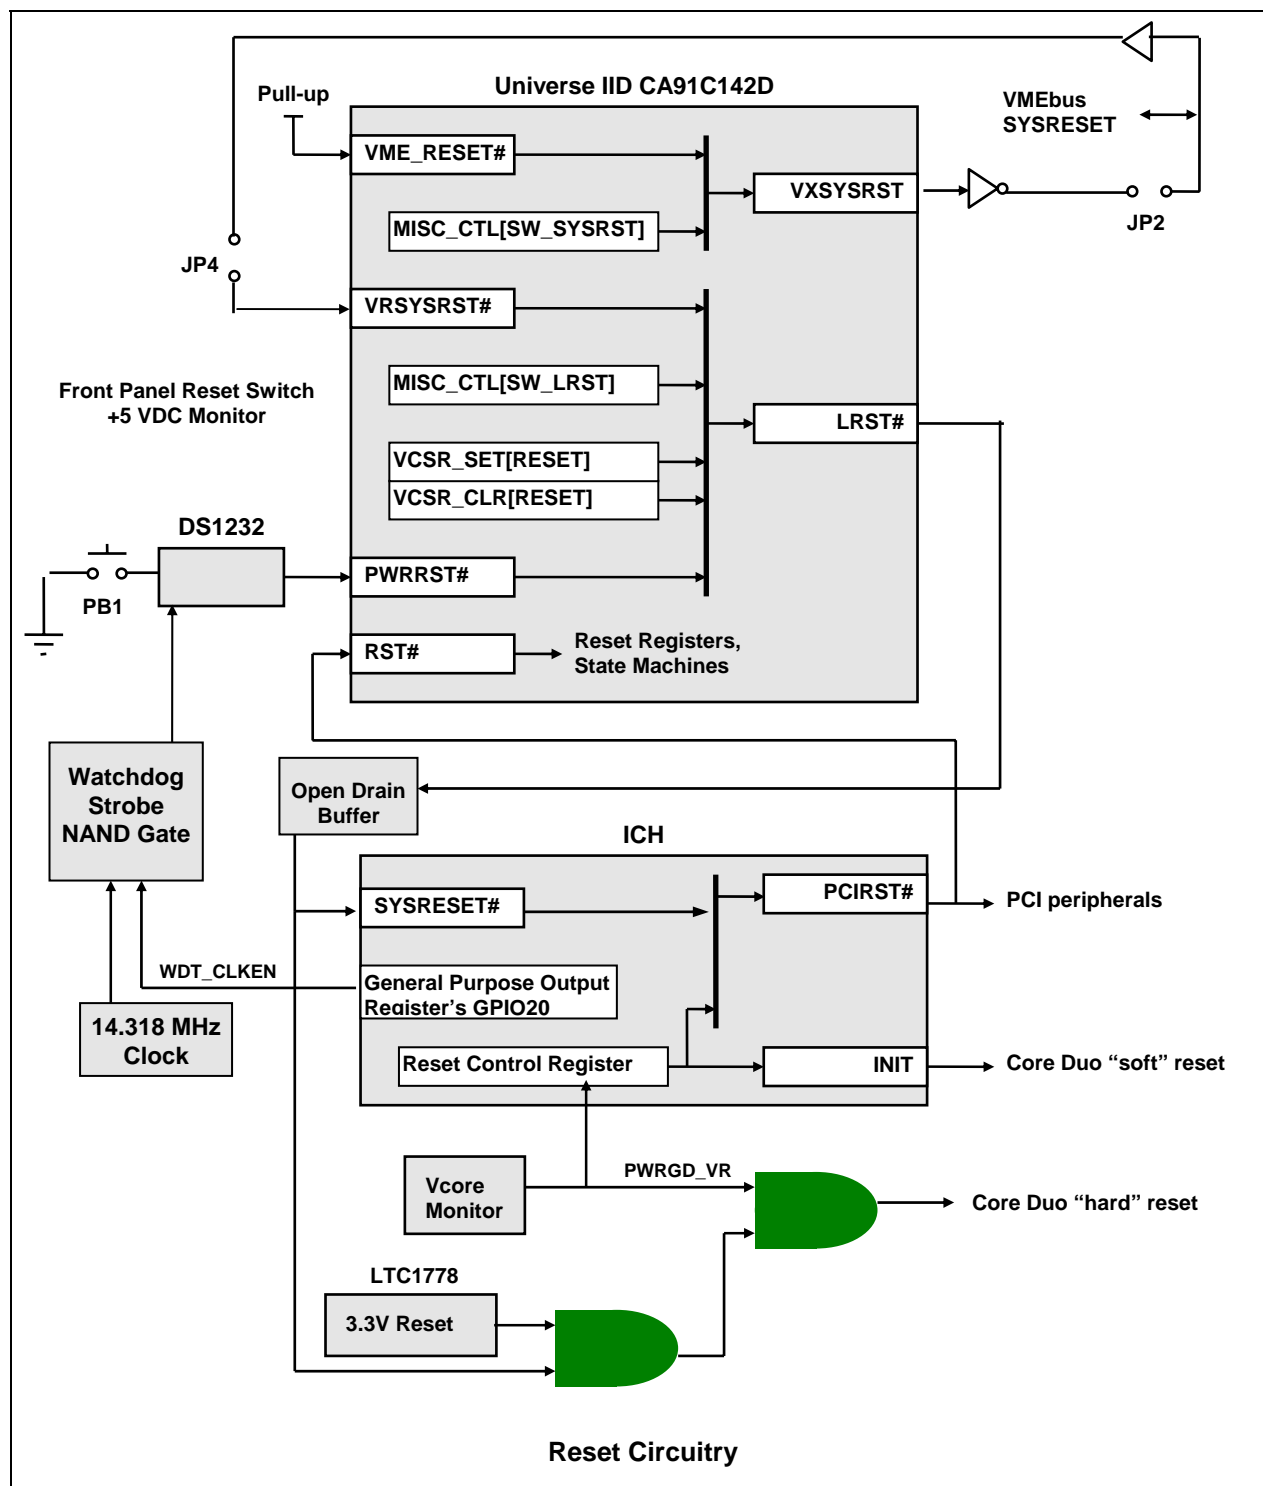 Universe IID CA91C142D
Pull-up
VMEbus
SYSRESET
VME_RESET#
VXSYSRST
MISC_CTL[SW_SYSRST]
JP2
JP4
VRSYSRST#
Front Panel Reset Switch
+5 VDC Monitor
MISC_CTL[SW_LRST]
LRST#
VCSR_SET[RESET]
VCSR_CLR[RESET]
DS1232
PWRRST#
PB1
RST#
Reset Registers,
State Machines
Watchdog
Strobe
NAND Gate
Open Drain
Buffer
ICH
SYSRESET#
PCIRST#
PCI peripherals
WDT_CLKEN
General Purpose Output
Register's GPIO20
14.318 MHz
Clock
Reset Control Register
INIT
Core Duo “soft” reset
Vcore
Monitor
PWRGD_VR
Core Duo “hard” reset
LTC1778
3.3V Reset
Reset Circuitry